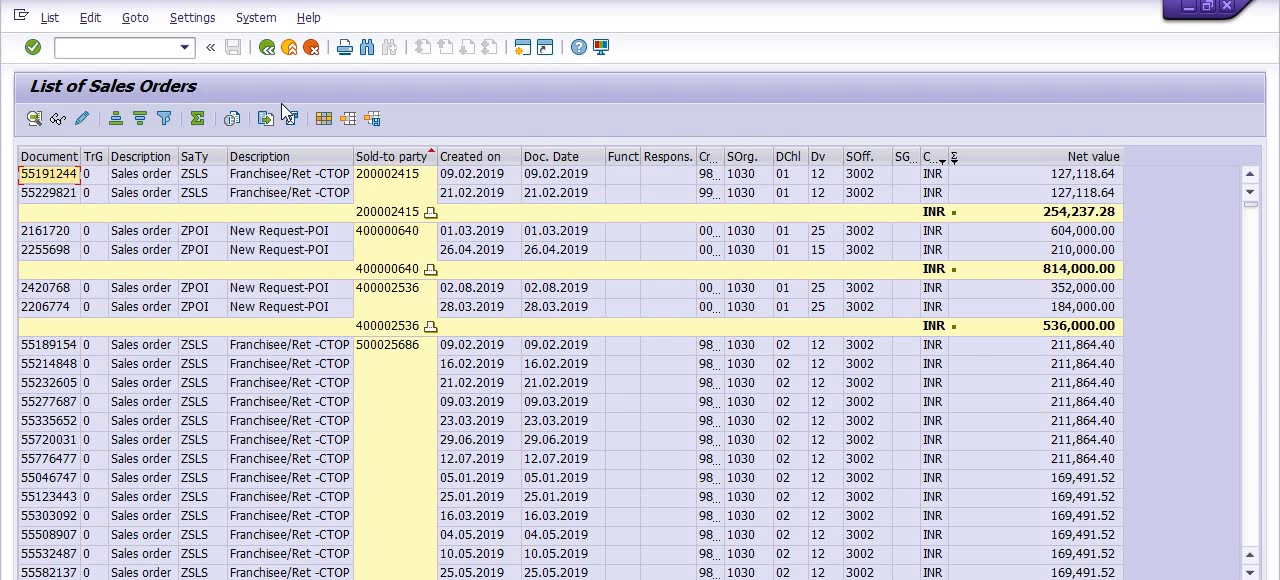 List Edit Goto Settings System Help
List of Sales Orders
Document TrG Description SaTy Description Sold-to party Created on Doc. Date Funct Respons. Cr... SOrg. DChl Dv SOff. SG... C... Σ Net value
55191244 0 Sales order ZSLS Franchisee/Ret -CTOP 200002415 09.02.2019 09.02.2019 98... 1030 01 12 3002 INR 127,118.64
55229821 0 Sales order ZSLS Franchisee/Ret -CTOP 21.02.2019 21.02.2019 99... 1030 01 12 3002 INR 127,118.64
200002415 INR 254,237.28
2161720 0 Sales order ZPOI New Request-POI 400000640 01.03.2019 01.03.2019 00... 1030 01 25 3002 INR 604,000.00
2255698 0 Sales order ZPOI New Request-POI 26.04.2019 26.04.2019 00... 1030 01 15 3002 INR 210,000.00
400000640 INR 814,000.00
2420768 0 Sales order ZPOI New Request-POI 400002536 02.08.2019 02.08.2019 00... 1030 01 25 3002 INR 352,000.00
2206774 0 Sales order ZPOI New Request-POI 28.03.2019 28.03.2019 00... 1030 01 25 3002 INR 184,000.00
400002536 INR 536,000.00
55189154 0 Sales order ZSLS Franchisee/Ret -CTOP 500025686 09.02.2019 09.02.2019 98... 1030 02 12 3002 INR 211,864.40
55214848 0 Sales order ZSLS Franchisee/Ret -CTOP 16.02.2019 16.02.2019 98... 1030 02 12 3002 INR 211,864.40
55232605 0 Sales order ZSLS Franchisee/Ret -CTOP 21.02.2019 21.02.2019 98... 1030 02 12 3002 INR 211,864.40
55277687 0 Sales order ZSLS Franchisee/Ret -CTOP 09.03.2019 09.03.2019 98... 1030 02 12 3002 INR 211,864.40
55335652 0 Sales order ZSLS Franchisee/Ret -CTOP 23.03.2019 23.03.2019 98... 1030 02 12 3002 INR 211,864.40
55720031 0 Sales order ZSLS Franchisee/Ret -CTOP 29.06.2019 29.06.2019 98... 1030 02 12 3002 INR 211,864.40
55776477 0 Sales order ZSLS Franchisee/Ret -CTOP 12.07.2019 12.07.2019 98... 1030 02 12 3002 INR 211,864.40
55046747 0 Sales order ZSLS Franchisee/Ret -CTOP 05.01.2019 05.01.2019 98... 1030 02 12 3002 INR 169,491.52
55123443 0 Sales order ZSLS Franchisee/Ret -CTOP 25.01.2019 25.01.2019 98... 1030 02 12 3002 INR 169,491.52
55303092 0 Sales order ZSLS Franchisee/Ret -CTOP 16.03.2019 16.03.2019 98... 1030 02 12 3002 INR 169,491.52
55508907 0 Sales order ZSLS Franchisee/Ret -CTOP 04.05.2019 04.05.2019 98... 1030 02 12 3002 INR 169,491.52
55532487 0 Sales order ZSLS Franchisee/Ret -CTOP 10.05.2019 10.05.2019 98... 1030 02 12 3002 INR 169,491.52
55582137 0 Sales order ZSLS Franchisee/Ret -CTOP 25.05.2019 25.05.2019 98... 1030 02 12 3002 INR 169,491.52